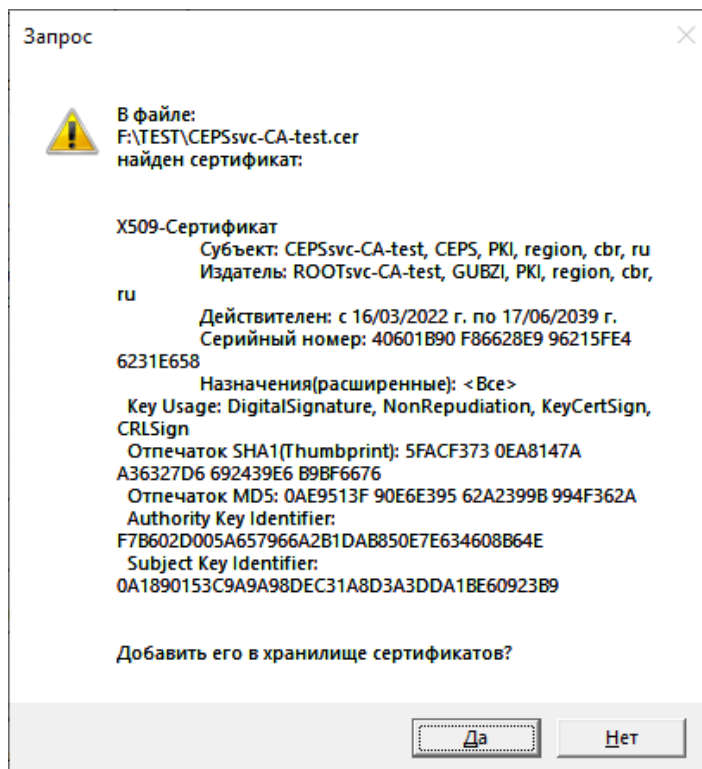 Запрос
В файле:
F:\TEST\CEPSsvc-CA-test.cer
найден сертификат:
X509-Сертификат
Субъект: CEPSsvc-CA-test, CEPS, PKI, region, cbr, ru
Издатель: ROOTsvc-CA-test, GUBZI, PKI, region, cbr,
ru
Действителен: с 16/03/2022 г. по 17/06/2039 г.
Серийный номер: 40601B90 F86628E9 96215FE4
6231E658
Назначения(расширенные): <Все>
Key Usage: DigitalSignature, NonRepudiation, KeyCertSign,
CRLSign
Отпечаток SHA1(Thumbprint): 5FACF373 0EA8147A
A36327D6 692439E6 B9BF6676
Отпечаток MD5: 0AE9513F 90E6E395 62A2399B 994F362A
Authority Key Identifier:
F7B602D005A657966A2B1DAB850E7E634608B64E
Subject Key Identifier:
0A1890153C9A9A98DEC31A8D3A3DDA1BE60923B9
Добавить его в хранилище сертификатов?
Да Нет